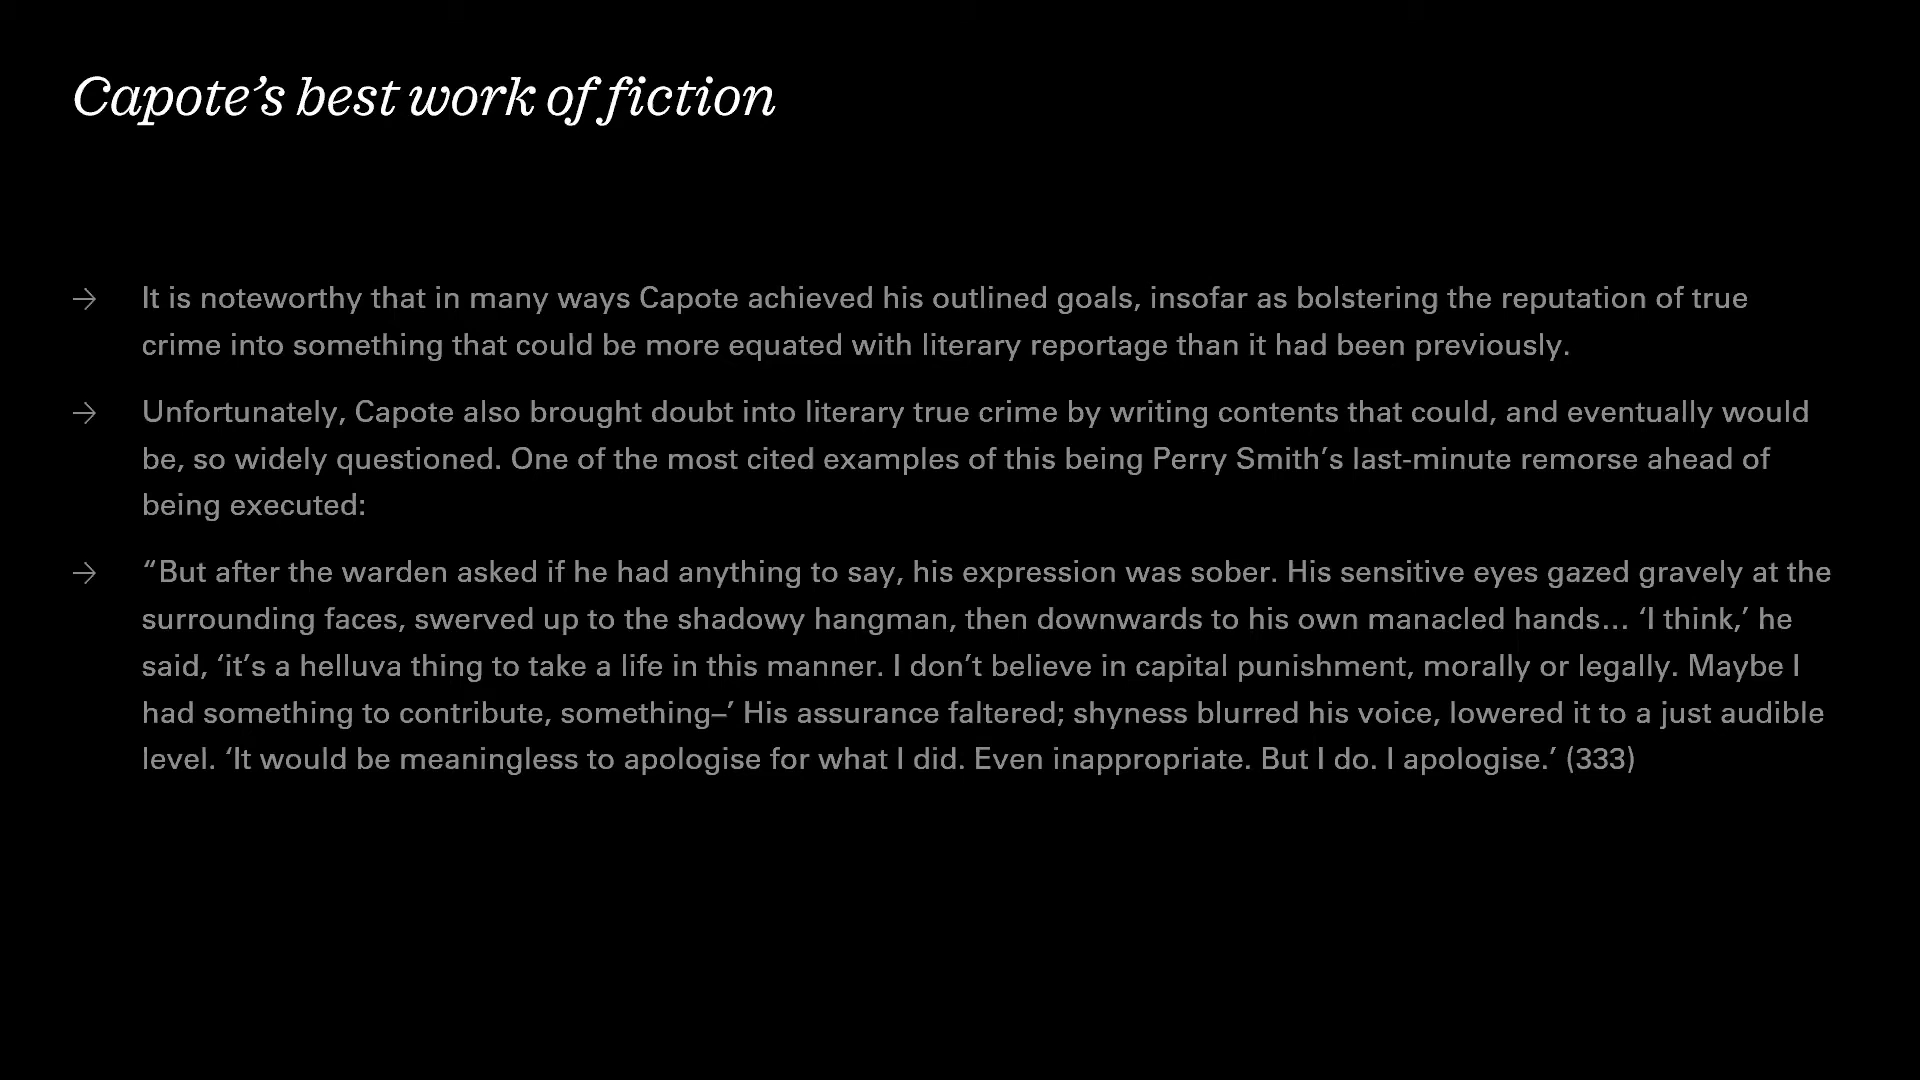 Capote’s best work of fiction
→ It is noteworthy that in many ways Capote achieved his outlined goals, insofar as bolstering the reputation of true
crime into something that could be more equated with literary reportage than it had been previously.
→ Unfortunately, Capote also brought doubt into literary true crime by writing contents that could, and eventually would
be, so widely questioned. One of the most cited examples of this being Perry Smith’s last-minute remorse ahead of
being executed:
→ “But after the warden asked if he had anything to say, his expression was sober. His sensitive eyes gazed gravely at the
surrounding faces, swerved up to the shadowy hangman, then downwards to his own manacled hands… ‘I think,’ he
said, ‘it’s a helluva thing to take a life in this manner. I don’t believe in capital punishment, morally or legally. Maybe I
had something to contribute, something–’ His assurance faltered; shyness blurred his voice, lowered it to a just audible
level. ‘It would be meaningless to apologise for what I did. Even inappropriate. But I do. I apologise.’ (333)